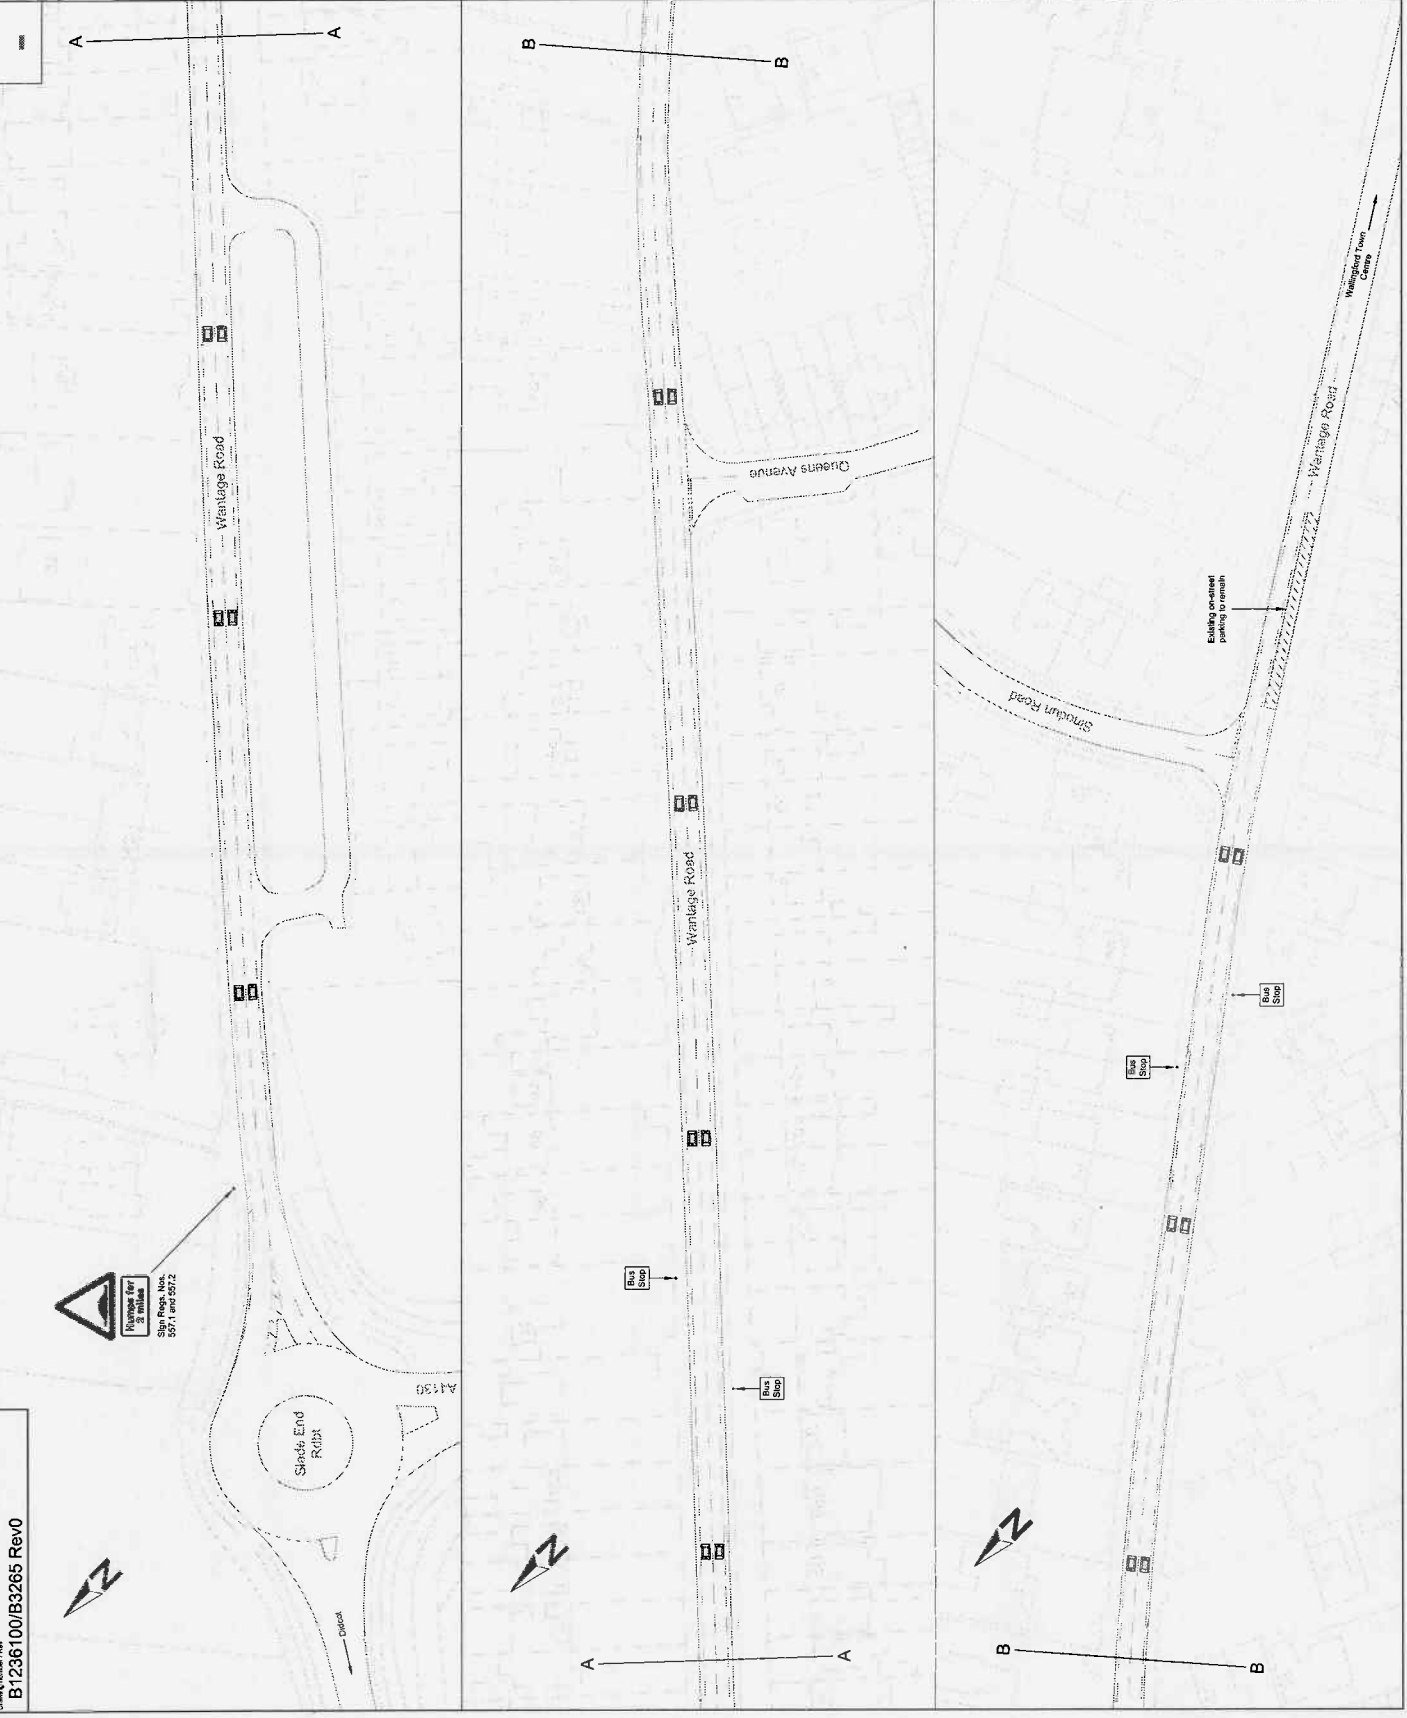 B1236100/B3265 Rev0
A
A
Humps for
2 miles
Sign Regs. Nos.
557.1 and 557.2
N
Didcot
Slade End
Rdbt
A4130
Wantage Road
A
A
B
B
N
Bus
Stop
Bus
Stop
Wantage Road
Queens Avenue
B
B
N
Bus
Stop
Bus
Stop
Sinodun Road
Existing on-street
parking to remain
Wantage Road
Wallingford Town
Centre